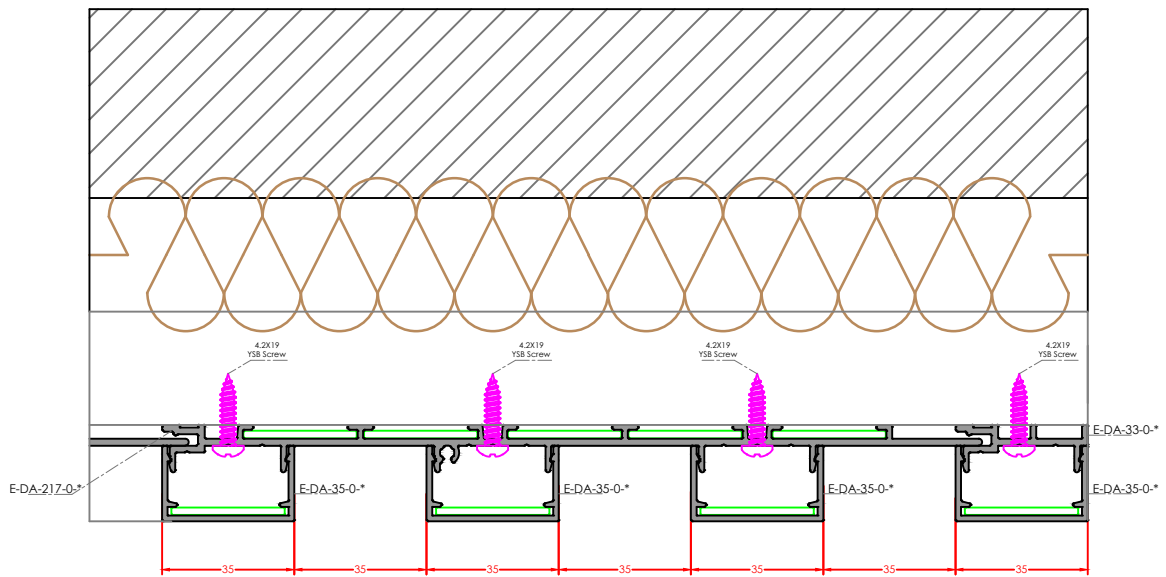 4.2X19
YSB Screw
4.2X19
YSB Screw
4.2X19
YSB Screw
4.2X19
YSB Screw
E-DA-33-0-*
E-DA-217-0-*
E-DA-35-0-*
E-DA-35-0-*
E-DA-35-0-*
E-DA-35-0-*
35
35
35
35
35
35
35